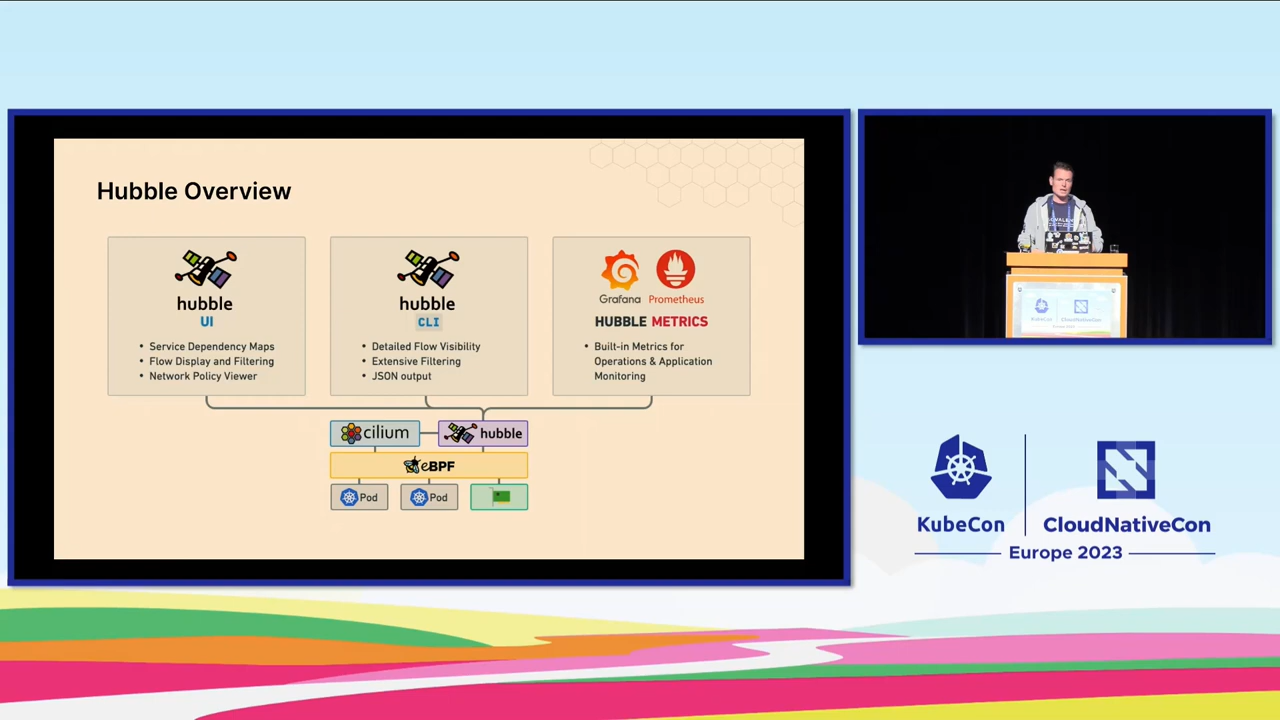 Hubble Overview
hubble
UI
• Service Dependency Maps
• Flow Display and Filtering
• Network Policy Viewer
hubble
CLI
• Detailed Flow Visibility
• Extensive Filtering
• JSON output
Grafana Prometheus
HUBBLE METRICS
• Built-in Metrics for
Operations & Application
Monitoring
cilium
hubble
eBPF
Pod
Pod
KubeCon
CloudNativeCon
KubeCon
CloudNativeCon
Europe 2023